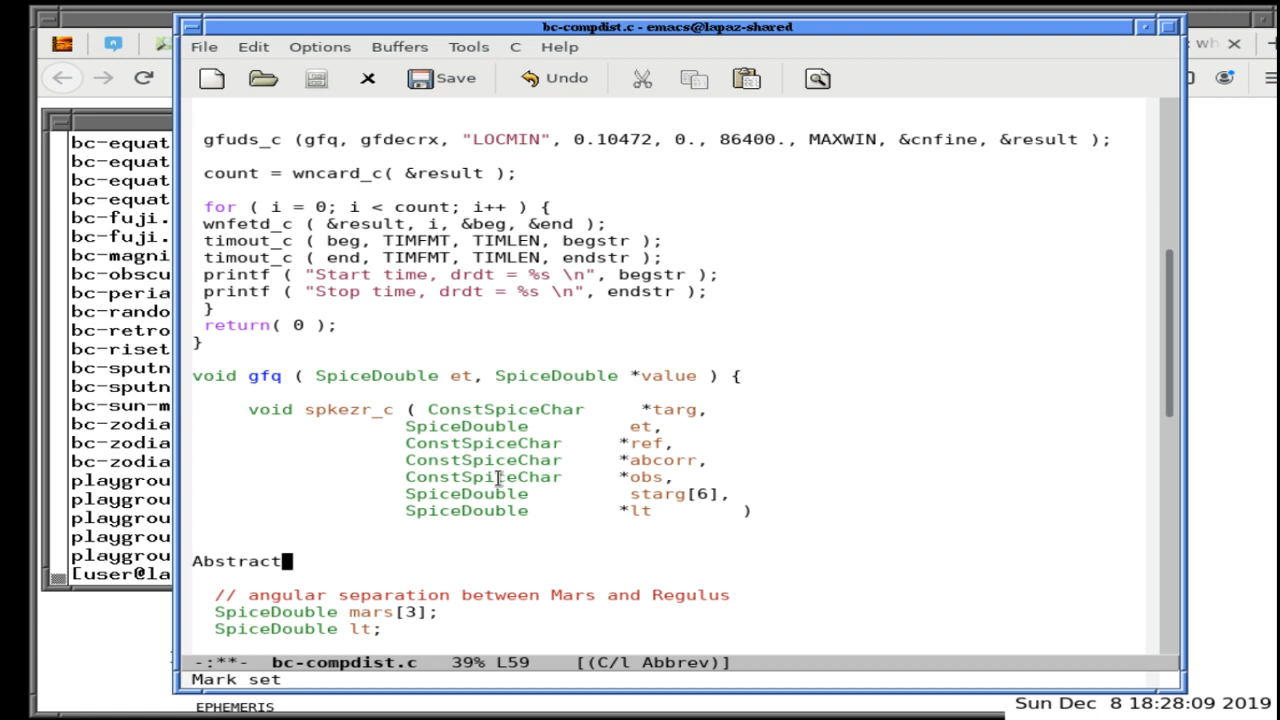 bc-compdist.c - emacs@lapaz-shared
File Edit Options Buffers Tools C Help
wh
Save Undo
gfuds_c (gfq, gfdecrx, "LOCMIN", 0.10472, 0., 86400., MAXWIN, &cnfine, &result );
count = wncard_c( &result );
for ( i = 0; i < count; i++ ) {
wnfetd_c ( &result, i, &beg, &end );
timout_c ( beg, TIMFMT, TIMLEN, begstr );
timout_c ( end, TIMFMT, TIMLEN, endstr );
printf ( "Start time, drdt = %s \n", begstr );
printf ( "Stop time, drdt = %s \n", endstr );
}
return( 0 );
}
void gfq ( SpiceDouble et, SpiceDouble *value ) {
void spkezr_c ( ConstSpiceChar *targ,
SpiceDouble et,
ConstSpiceChar *ref,
ConstSpiceChar *abcorr,
ConstSpiceChar *obs,
SpiceDouble starg[6],
SpiceDouble *lt )
Abstract
// angular separation between Mars and Regulus
SpiceDouble mars[3];
SpiceDouble lt;
-:**- bc-compdist.c 39% L59 [(C/l Abbrev)]
Mark set
bc-equat
bc-equat
bc-equat
bc-equat
bc-fuji.
bc-fuji.
bc-magni
bc-obscu
bc-peria
bc-rando
bc-retro
bc-riset
bc-sputn
bc-sputn
bc-sun-m
bc-zodia
bc-zodia
bc-zodia
playgrou
playgrou
playgrou
playgrou
playgrou
[user@la
EPHEMERIS
Sun Dec 8 18:28:09 2019